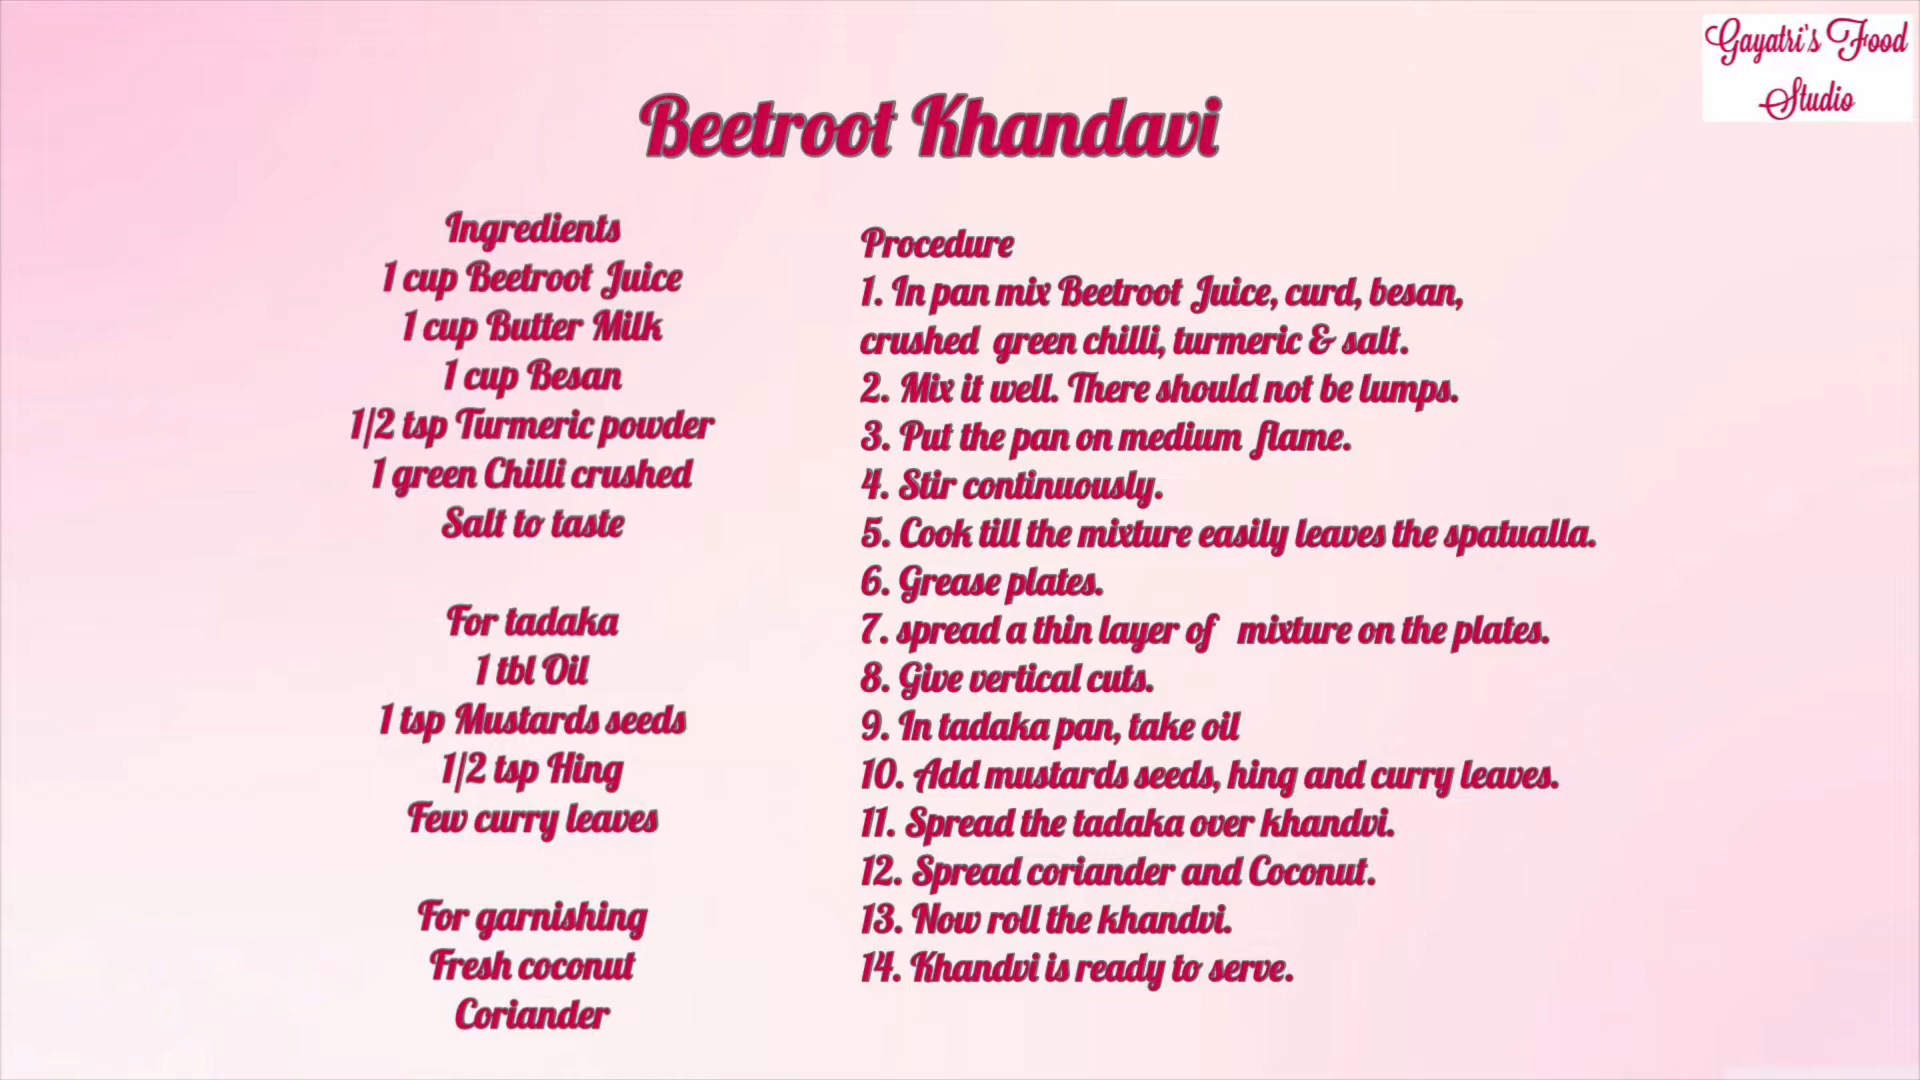 Gayatri's Food
Studio
Beetroot Khandavi
Ingredients
1 cup Beetroot Juice
1 cup Butter Milk
1 cup Besan
1/2 tsp Turmeric powder
1 green Chilli crushed
Salt to taste
For tadaka
1 tbl Oil
1 tsp Mustards seeds
1/2 tsp Hing
Few curry leaves
For garnishing
Fresh coconut
Coriander
Procedure
1. In pan mix Beetroot Juice, curd, besan,
crushed green chilli, turmeric & salt.
2. Mix it well. There should not be lumps.
3. Put the pan on medium flame.
4. Stir continuously.
5. Cook till the mixture easily leaves the spatualla.
6. Grease plates.
7. spread a thin layer of mixture on the plates.
8. Give vertical cuts.
9. In tadaka pan, take oil
10. Add mustards seeds, hing and curry leaves.
11. Spread the tadaka over khandvi.
12. Spread coriander and Coconut.
13. Now roll the khandvi.
14. Khandvi is ready to serve.